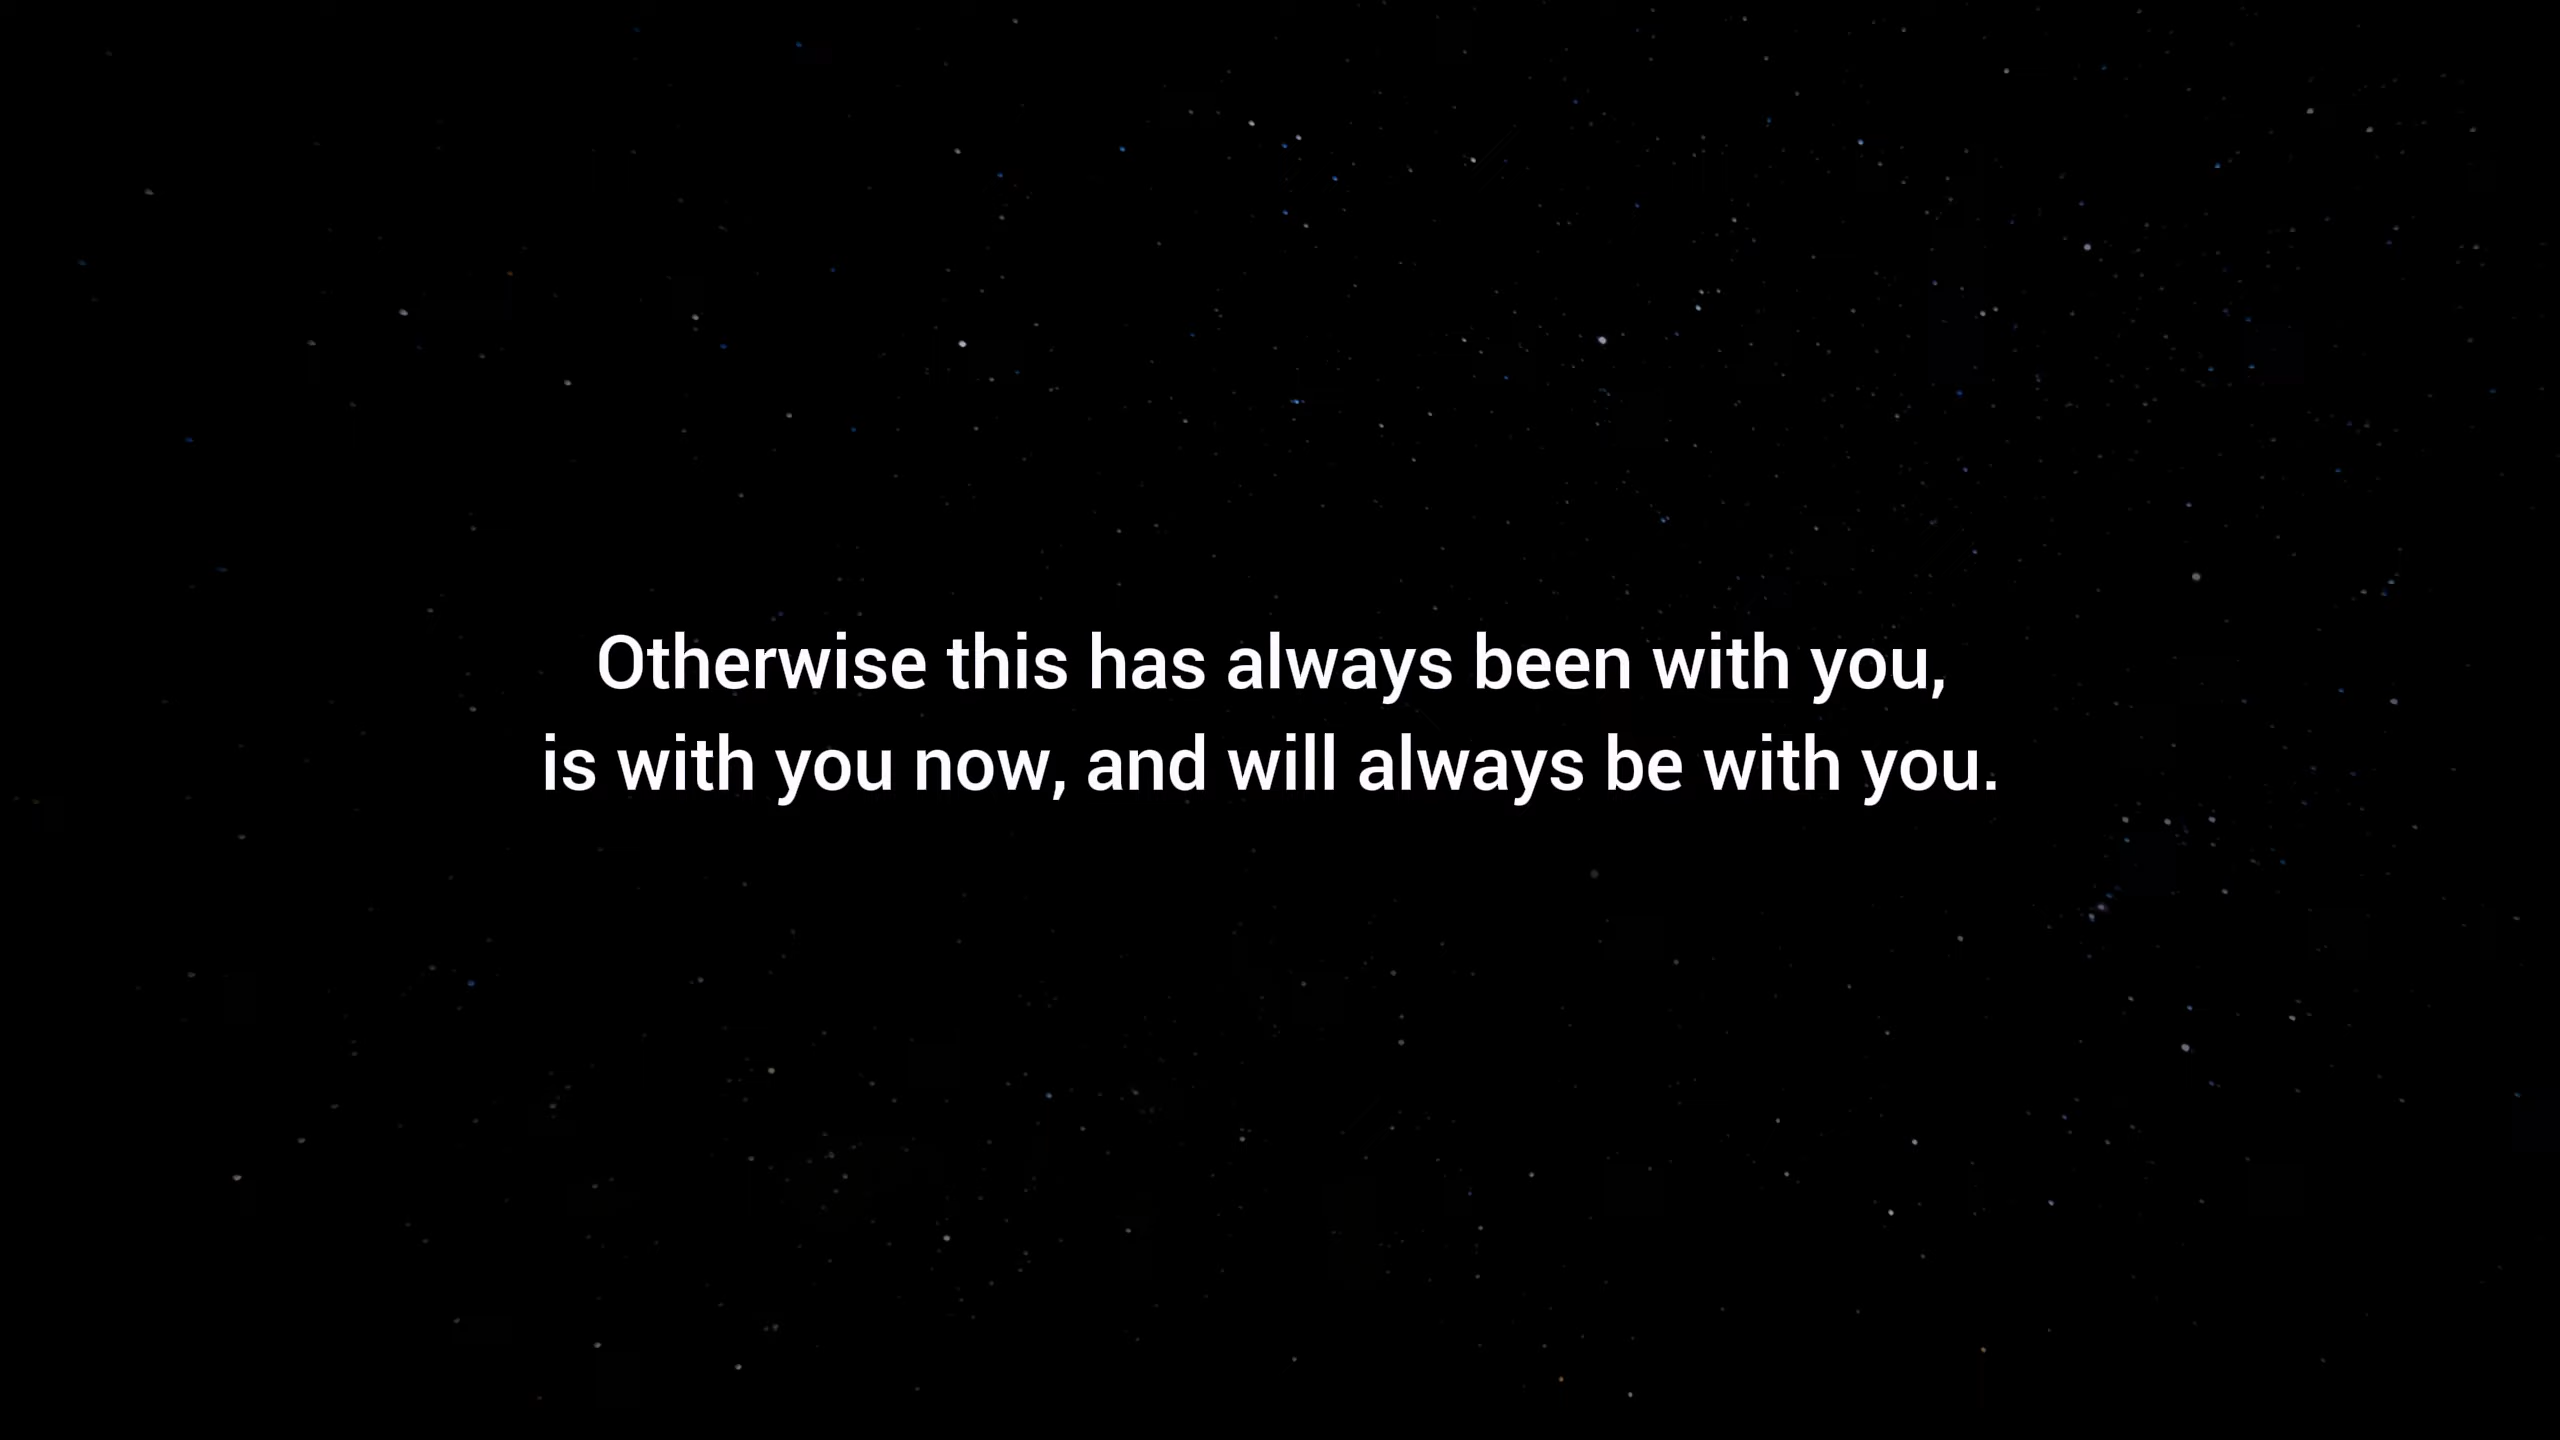 Otherwise this has always been with you,
is with you now, and will always be with you.